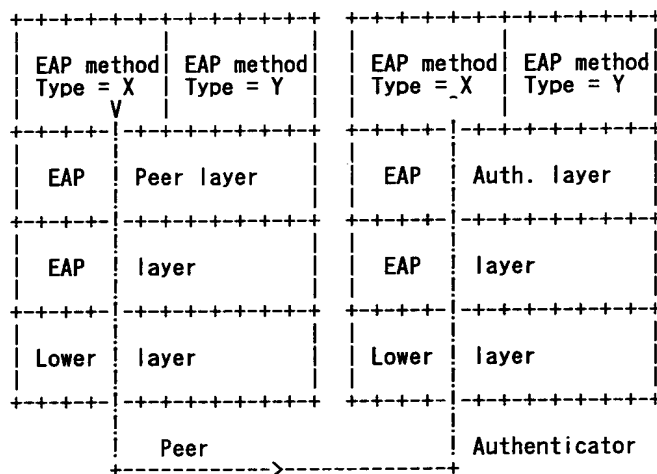 +-+-+-+-+-+-+-+-+-+-+-+-+ +-+-+-+-+-+-+-+-+-+-+-+-+
| | | | | |
| EAP method| EAP method| | EAP method| EAP method|
| Type = X | Type = Y | | Type = X | Type = Y |
| V | | | ^ | |
+-+-+-+-!-+-+-+-+-+-+-+-+ +-+-+-+-!-+-+-+-+-+-+-+-+
| ! | | ! |
| EAP ! Peer layer | | EAP ! Auth. layer |
| ! | | ! |
+-+-+-+-!-+-+-+-+-+-+-+-+ +-+-+-+-!-+-+-+-+-+-+-+-+
| ! | | ! |
| EAP ! layer | | EAP ! layer |
| ! | | ! |
+-+-+-+-!-+-+-+-+-+-+-+-+ +-+-+-+-!-+-+-+-+-+-+-+-+
| ! | | ! |
| Lower ! layer | | Lower ! layer |
| ! | | ! |
+-+-+-+-!-+-+-+-+-+-+-+-+ +-+-+-+-!-+-+-+-+-+-+-+-+
! !
! Peer ! Authenticator
+------------>-------------+